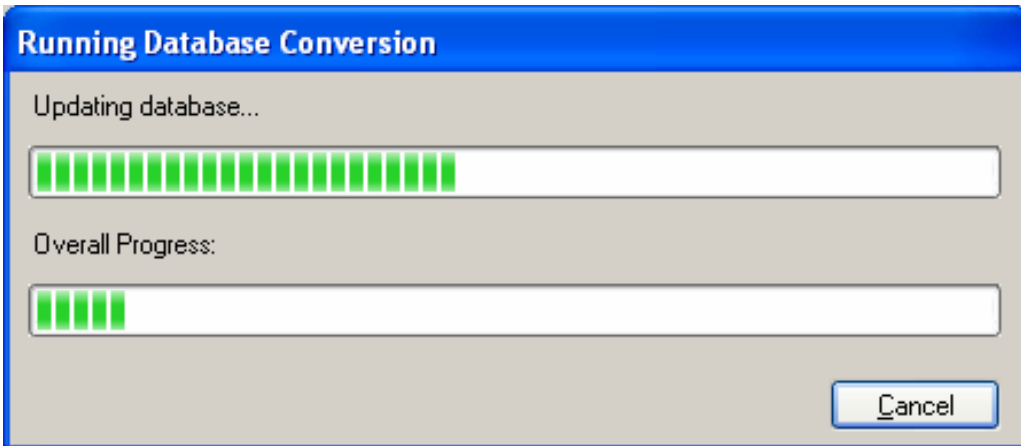 Running Database Conversion
Updating database...
Overall Progress:
Cancel